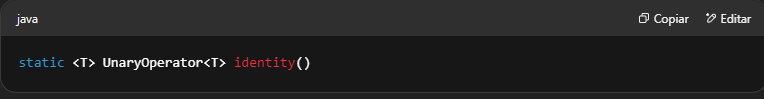 java
Copiar
Editar
static <T> UnaryOperator<T> identity()